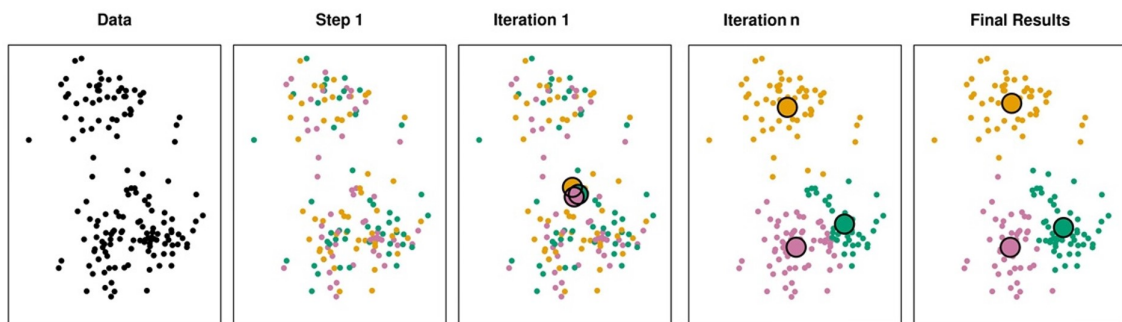 Data
Step 1
Iteration 1
Iteration n
Final Results